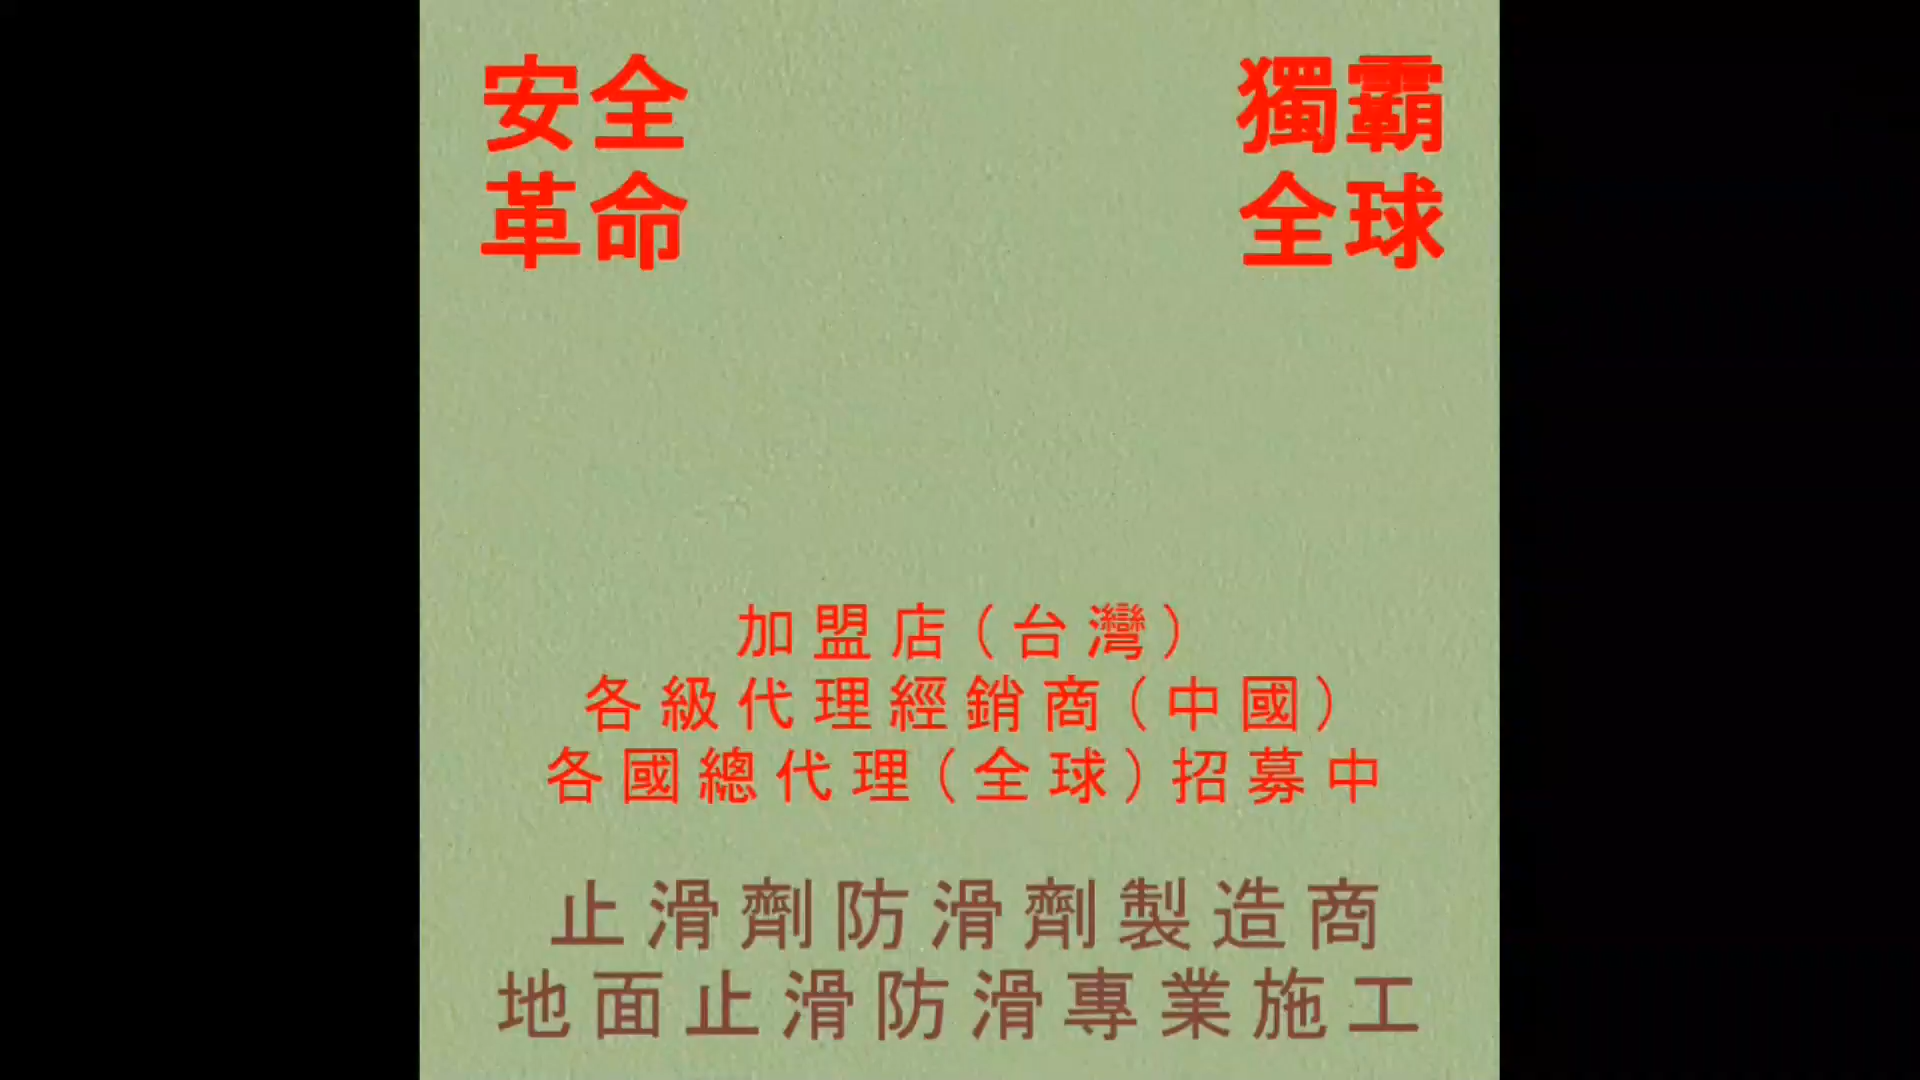 安全
革命
獨霸
全球
加盟店(台灣)
各級代理經銷商(中國)
各國總代理(全球)招募中
止滑劑防滑劑製造商
地面止滑防滑專業施工